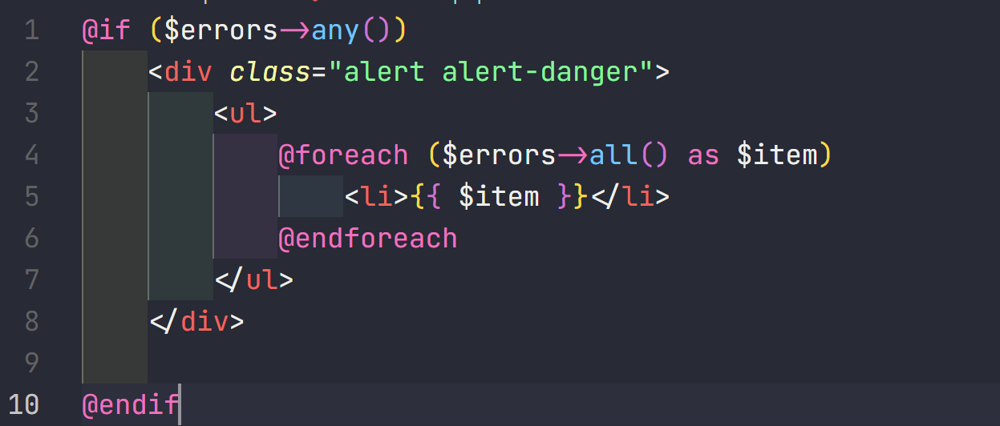 1 @if ($errors->any())
2 <div class="alert alert-danger">
3 <ul>
4 @foreach ($errors->all() as $item)
5 <li>{{ $item }}</li>
6 @endforeach
7 </ul>
8 </div>
9
10 @endif